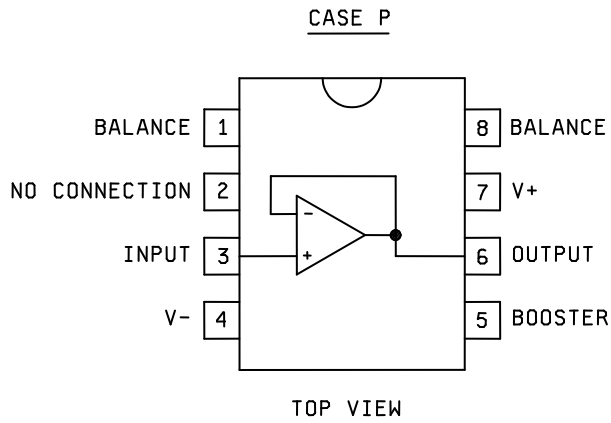 CASE P
BALANCE 1 8 BALANCE
NO CONNECTION 2 7 V+
- 
INPUT 3 + 6 OUTPUT
V- 4 5 BOOSTER
TOP VIEW